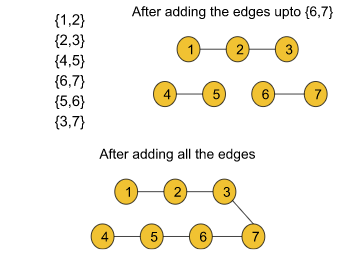 {1,2}
{2,3}
{4,5}
{6,7}
{5,6}
{3,7}
After adding the edges upto {6,7}
1 2 3
4 5 6 7
After adding all the edges
1 2 3
4 5 6 7